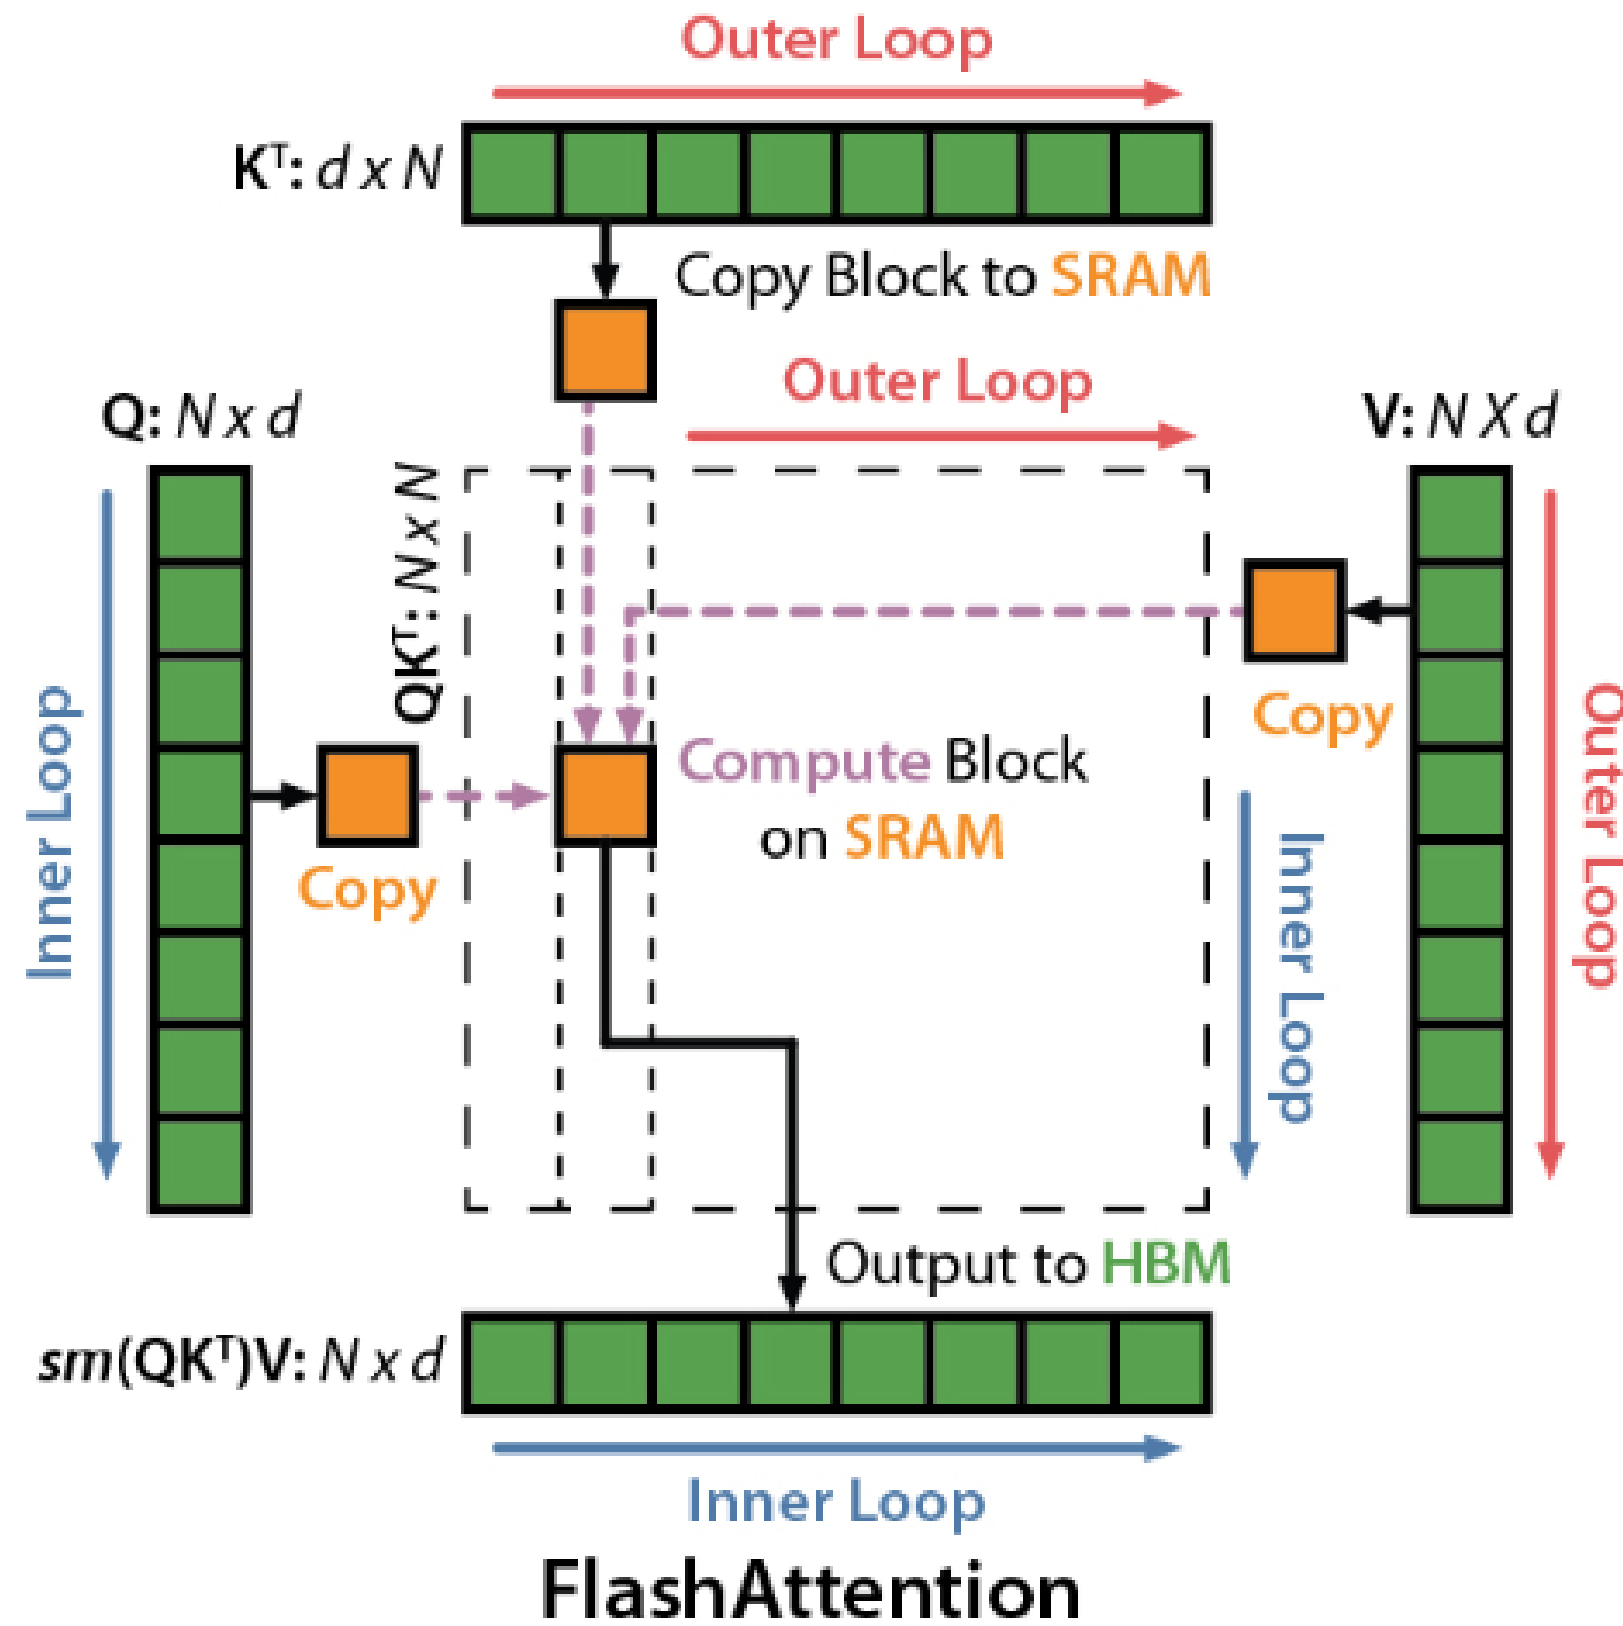 Outer Loop
Kᵀ: d x N
Copy Block to SRAM
Outer Loop
Q: N x d
V: N X d
QKᵀ: N x N
Inner Loop
Copy
Compute Block
on SRAM
Copy
Inner Loop
Outer Loop
Output to HBM
sm(QKᵀ)V: N x d
Inner Loop
FlashAttention